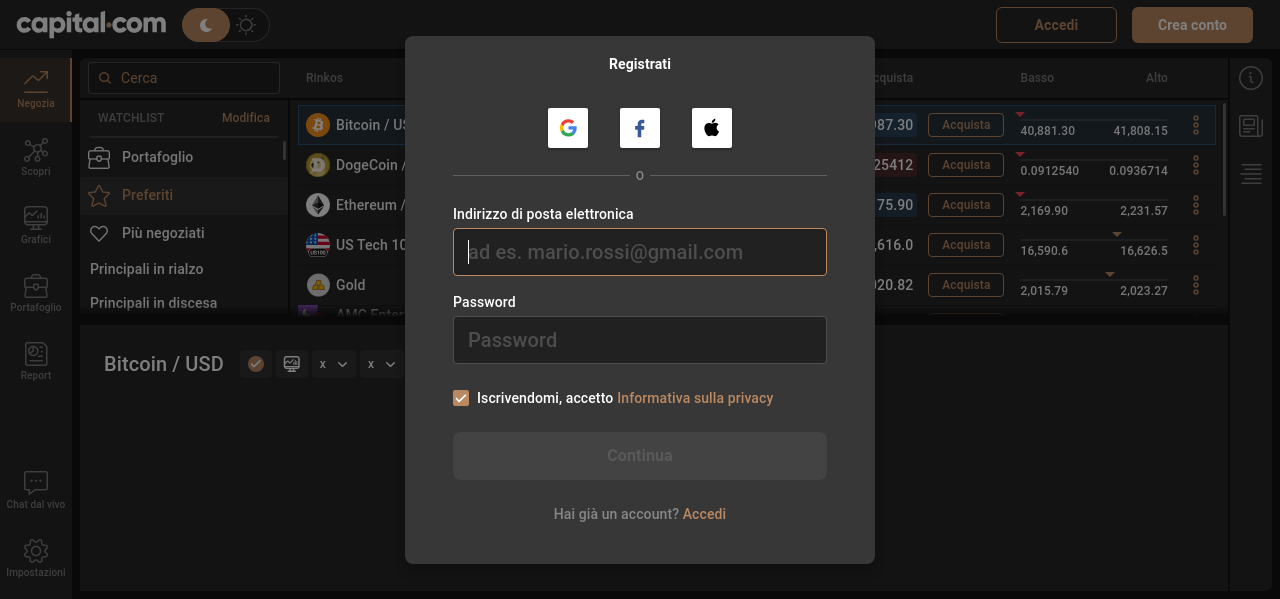 capital.com
Accedi
Crea conto
Registrati
Cerca
Rinkos
Basso
Alto
Negozia
WATCHLIST
Modifica
Bitcoin /
987.30
Acquista
40,881.30
41,808.15
Portafoglio
DogeCoin /
25412
Acquista
0.0912540
0.0936714
Scopri
o
Preferiti
Ethereum /
75.90
Acquista
2,169.90
2,231.57
Indirizzo di posta elettronica
Più negoziati
US Tech 10
,616.0
Acquista
16,590.6
16,626.5
ad es. mario.rossi@gmail.com
Grafici
Principali in rialzo
Gold
020.82
Acquista
2,015.79
2,023.27
Principali in discesa
Password
Portafoglio
Password
Bitcoin / USD
x
x
Report
Iscrivendomi, accetto Informativa sulla privacy
Continua
Chat dal vivo
Hai già un account? Accedi
Impostazioni